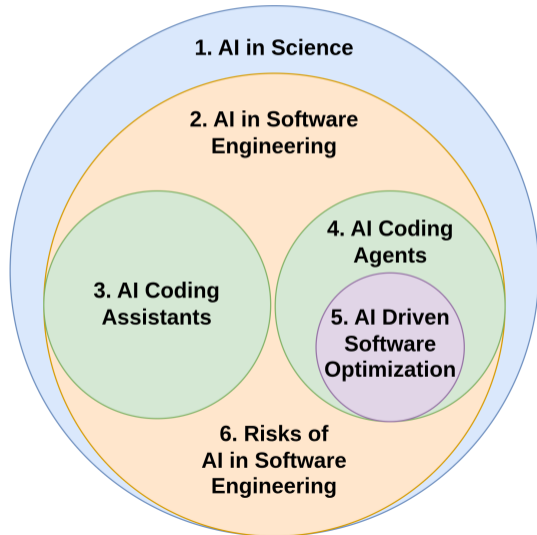 1. AI in Science
2. AI in Software
Engineering
3. AI Coding
Assistants
4. AI Coding
Agents
5. AI Driven
Software
Optimization
6. Risks of
AI in Software
Engineering